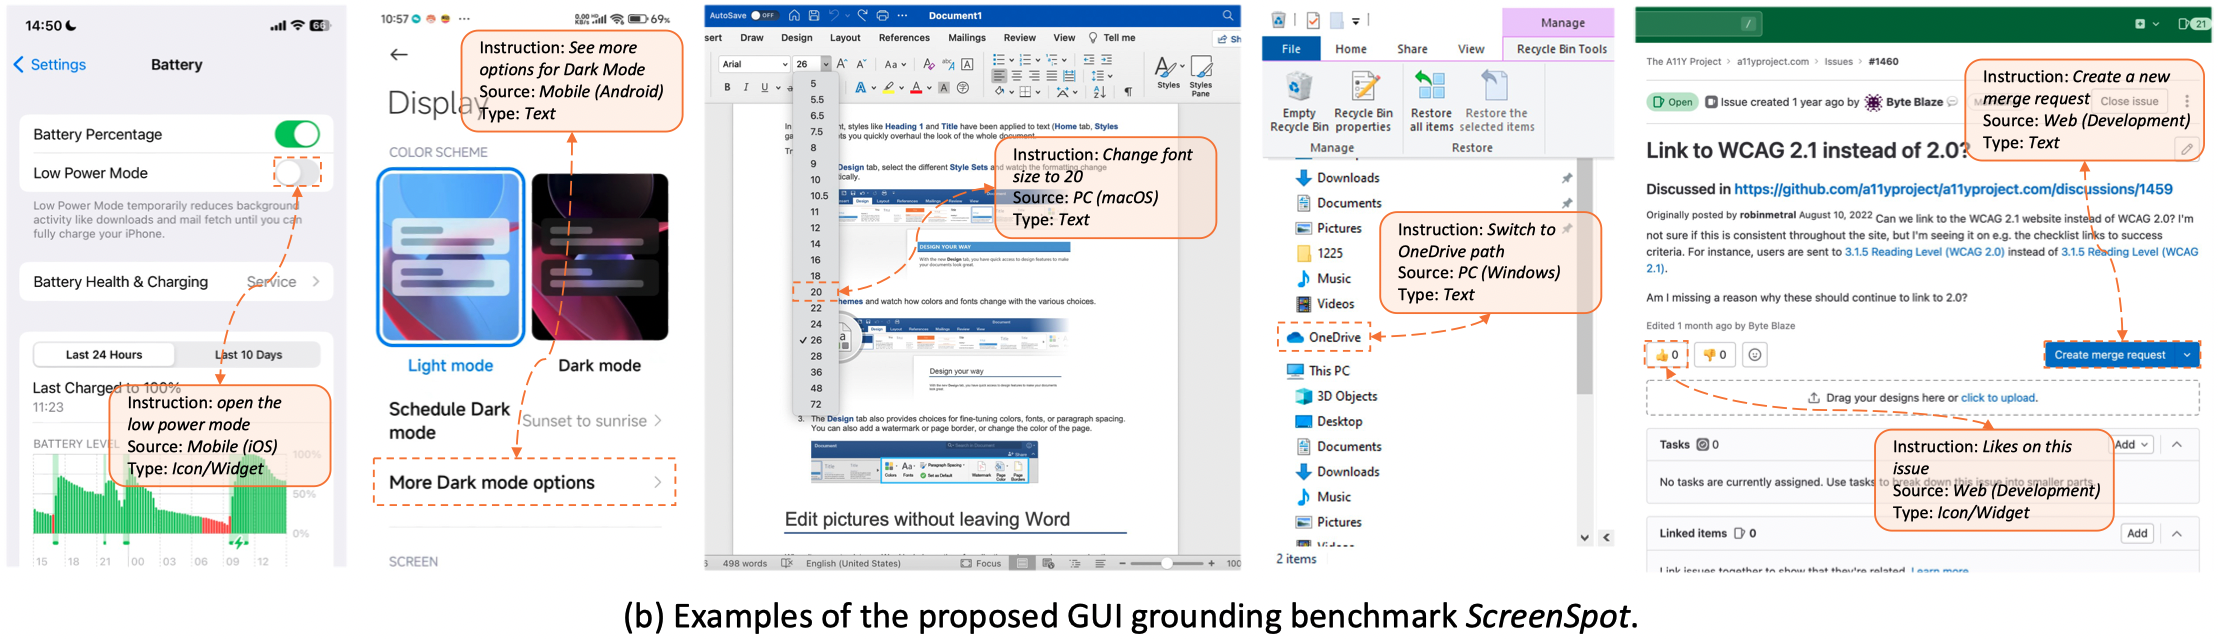 14:50
66
Settings
Battery
Battery Percentage
Low Power Mode
Low Power Mode temporarily reduces background
activity like downloads and mail fetch until you can
fully charge your iPhone.
Battery Health & Charging
Service
Last 24 Hours
Last 10 Days
Last Charged to 100%
11:23
Instruction: open the
low power mode
Source: Mobile (iOS)
Type: Icon/Widget
BATTERY LEVEL
100%
50%
0%
15 18 21 00 03 06 09 12
10:57
0.00 KB/s
69%
Instruction: See more
options for Dark Mode
Source: Mobile (Android)
Type: Text
Display
COLOR SCHEME
Light mode
Dark mode
Schedule Dark
mode
Sunset to sunrise
More Dark mode options
SCREEN
AutoSave OFF
Document1
sert Draw Design Layout References Mailings Review View Tell me
Sh
Arial
26
B I U
Styles
Styles
Pane
5
5.5
6.5
7.5
8
9
10
10.5
11
12
14
16
18
20
22
24
26
28
36
48
72
styles like Heading 1 and Title have been applied to text (Home tab, Styles
you quickly overhaul the look of the whole document
Design tab, select the different Style Sets and watch the formatting change
Instruction: Change font
size to 20
Source: PC (macOS)
Type: Text
DESIGN YOUR WAY
With the new Design tab, you have quick access to design features to make
your documents look great.
hemes and watch how colors and fonts change with the various choices.
Design your way
3. The Design tab also provides choices for fine-tuning colors, fonts, or paragraph spacing.
You can also add a watermark or page border, or change the color of the page.
Edit pictures without leaving Word
498 words
English (United States)
Focus
100
Manage
File Home Share View Recycle Bin Tools
Empty
Recycle Bin
Recycle Bin
properties
Restore
all items
Restore the
selected items
Manage
Restore
Downloads
Documents
Pictures
1225
Music
Videos
OneDrive
This PC
3D Objects
Desktop
Documents
Downloads
Music
Pictures
Videos
2 items
Instruction: Switch to
OneDrive path
Source: PC (Windows)
Type: Text
/
21
The A11Y Project > a11yproject.com > Issues > #1460
Open
Issue created 1 year ago by Byte Blaze
Close issue
Instruction: Create a new
merge request
Source: Web (Development)
Type: Text
Link to WCAG 2.1 instead of 2.0?
Discussed in https://github.com/a11yproject/a11yproject.com/discussions/1459
Originally posted by robinmetral August 10, 2022 Can we link to the WCAG 2.1 website instead of WCAG 2.0? I'm
not sure if this is consistent throughout the site, but I'm seeing it on e.g. the checklist links to success
criteria. For instance, users are sent to 3.1.5 Reading Level (WCAG 2.0) instead of 3.1.5 Reading Level (WCAG
2.1).
Am I missing a reason why these should continue to link to 2.0?
Edited 1 month ago by Byte Blaze
0
0
Create merge request
Drag your designs here or click to upload.
Tasks 0
Add
No tasks are currently assigned. Use tasks to break down this issue into smaller parts.
Instruction: Likes on this
issue
Source: Web (Development)
Type: Icon/Widget
Linked items 0
Add
Link issues together to show that they're related. Learn more.
(b) Examples of the proposed GUI grounding benchmark ScreenSpot.